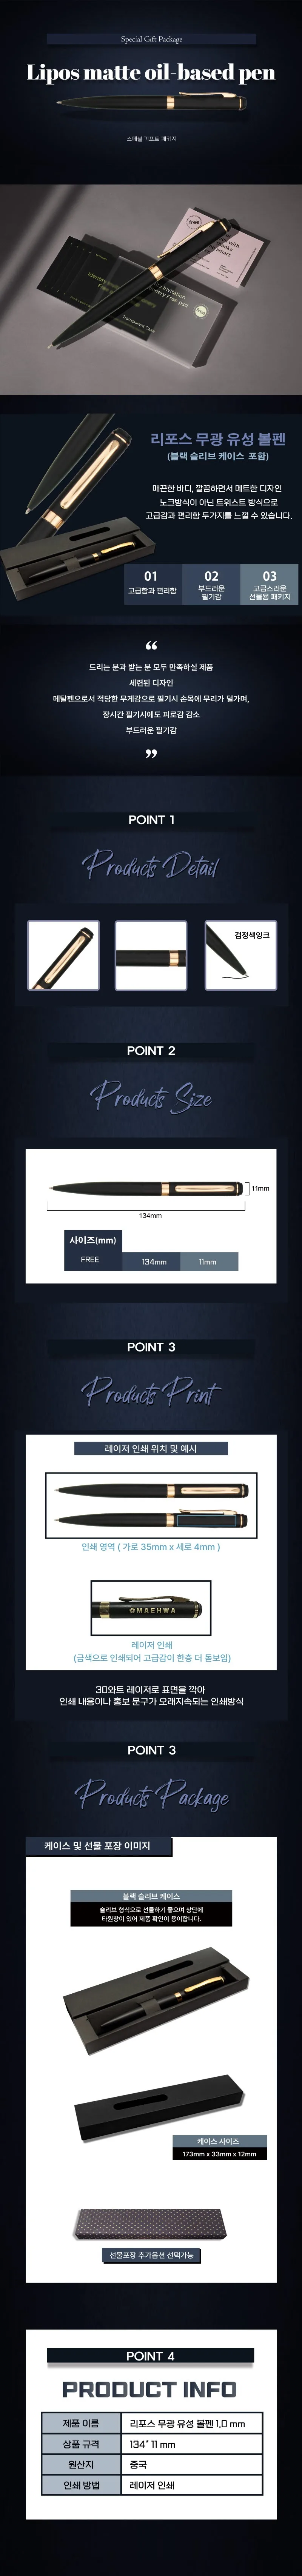 Special Gift Package
Lipos matte oil-based pen
스페셜 기프트 패키지
free
Transparent Case
리포스 무광 유성 볼펜
(블랙 슬리브 케이스 포함)
매끈한 바디, 깔끔하면서 매트한 디자인
노크방식이 아닌 트위스트 방식으로
고급감과 편리함 두가지를 느낄 수 있습니다.
01
고급함과 편리함
02
부드러운
필기감
03
고급스러운
선물용 패키지
“
드리는 분과 받는 분 모두 만족하실 제품
세련된 디자인
메탈펜으로서 적당한 무게감으로 필기시 손목에 무리가 덜가며,
장시간 필기시에도 피로감 감소
부드러운 필기감
”
POINT 1
Products Detail
검정색잉크
POINT 2
Products Size
11mm
134mm
사이즈(mm)
FREE 134mm 11mm
POINT 3
Products Print
레이저 인쇄 위치 및 예시
인쇄 영역 ( 가로 35mm x 세로 4mm )
MAEHWA
레이저 인쇄
(금색으로 인쇄되어 고급감이 한층 더 돋보임)
30와트 레이저로 표면을 깍아
인쇄 내용이나 홍보 문구가 오래지속되는 인쇄방식
POINT 3
Products Package
케이스 및 선물 포장 이미지
블랙 슬리브 케이스
슬리브 형식으로 선물하기 좋으며 상단에
타원창이 있어 제품 확인이 용이합니다.
케이스 사이즈
173mm x 33mm x 12mm
선물포장 추가옵션 선택가능
POINT 4
PRODUCT INFO
제품 이름 리포스 무광 유성 볼펜 1.0 mm
상품 규격 134* 11 mm
원산지 중국
인쇄 방법 레이저 인쇄